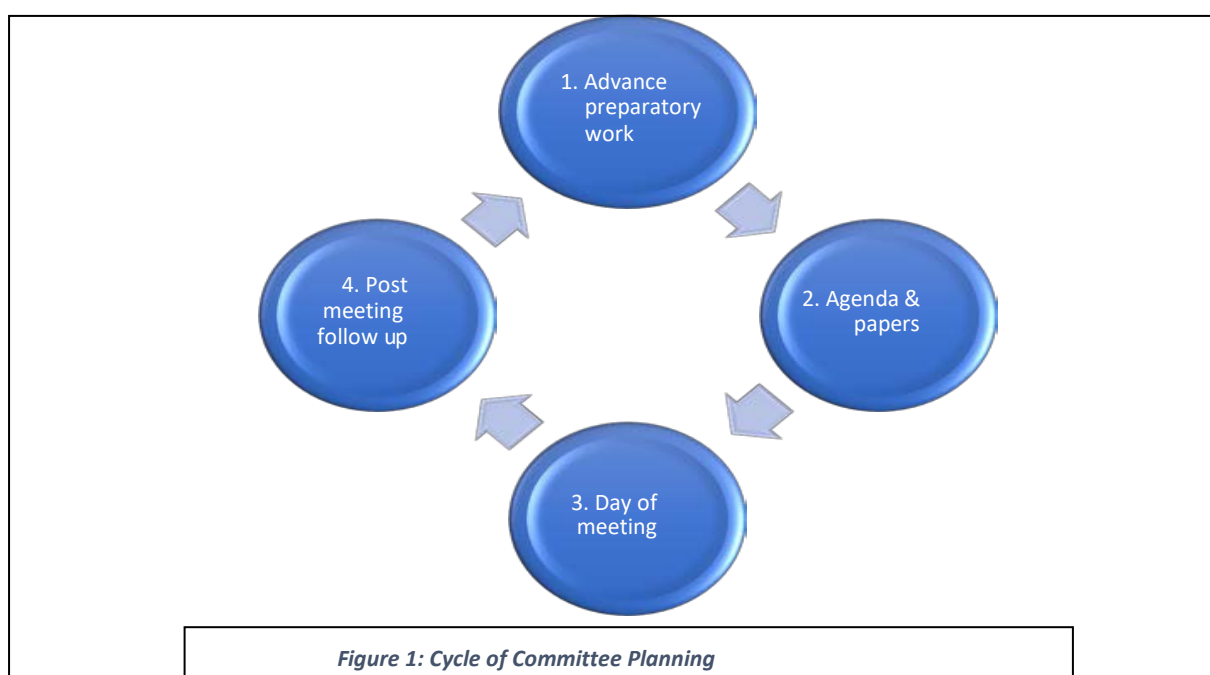 1. Advance
preparatory
work
2. Agenda &
papers
3. Day of
meeting
4. Post
meeting
follow up
Figure 1: Cycle of Committee Planning